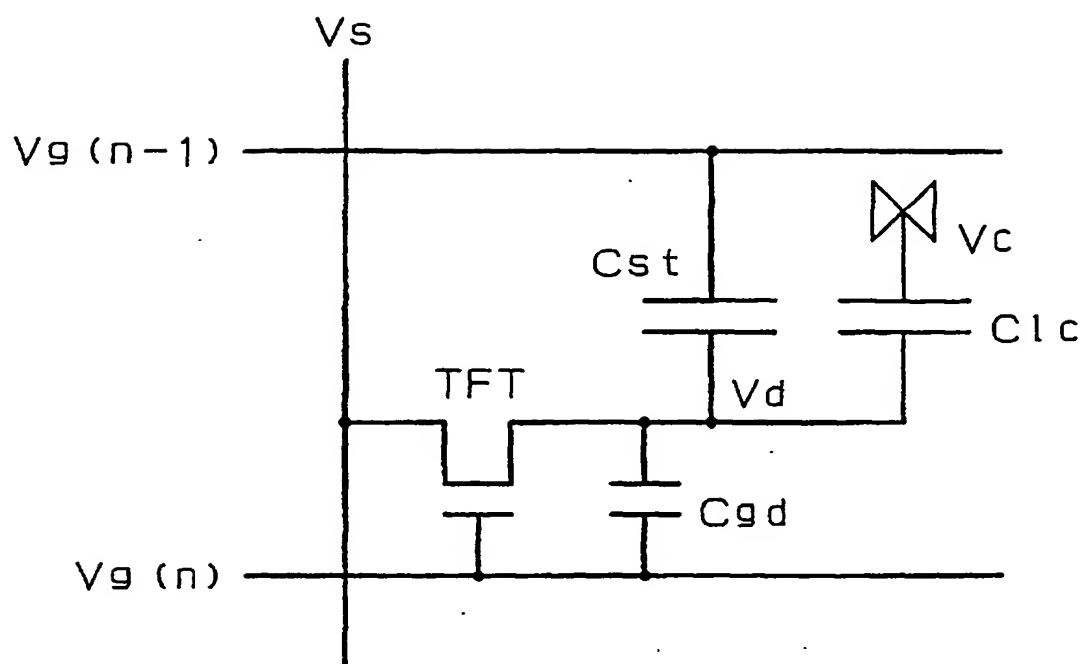 Vs
Vg (n-1)
Vc
Cst
Clc
TFT
Vd
Cgd
Vg (n)